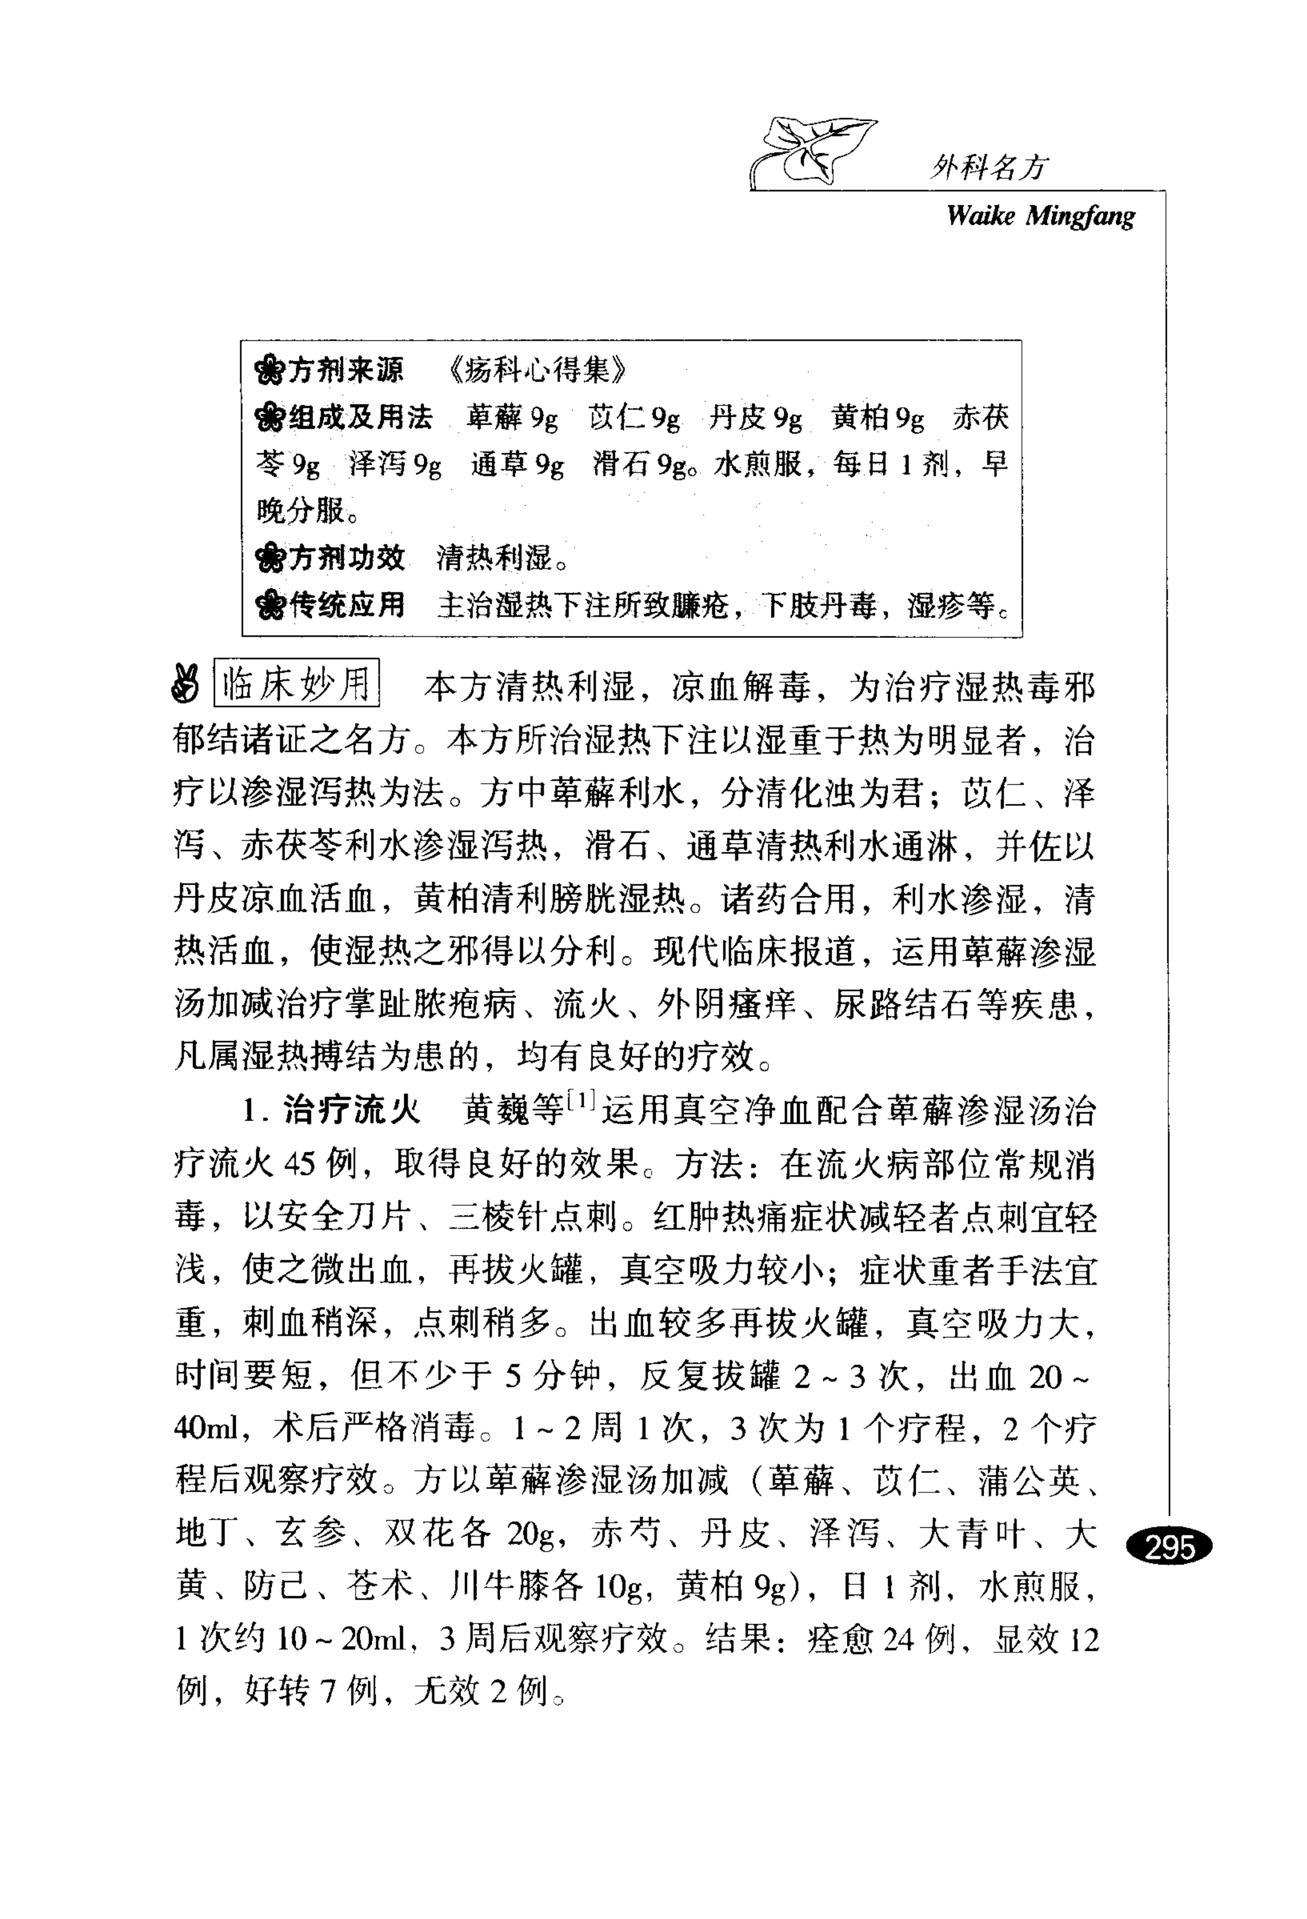 外科名方
Waike Mingfang
方剂来源 《疡科心得集》
组成及用法 萆薢 9g 苡仁 9g 丹皮 9g 黄柏 9g 赤茯
苓 9g 泽泻 9g 通草 9g 滑石 9g。水煎服，每日 1 剂，早
晚分服。
方剂功效 清热利湿。
传统应用 主治湿热下注所致臁疮，下肢丹毒，湿疹等。
临床妙用 本方清热利湿，凉血解毒，为治疗湿热毒邪
郁结诸证之名方。本方所治湿热下注以湿重于热为明显者，治
疗以渗湿泻热为法。方中萆薢利水，分清化浊为君；苡仁、泽
泻、赤茯苓利水渗湿泻热，滑石、通草清热利水通淋，并佐以
丹皮凉血活血，黄柏清利膀胱湿热。诸药合用，利水渗湿，清
热活血，使湿热之邪得以分利。现代临床报道，运用萆薢渗湿
汤加减治疗掌趾脓疱病、流火、外阴瘙痒、尿路结石等疾患，
凡属湿热搏结为患的，均有良好的疗效。
1. 治疗流火 黄巍等[1]运用真空净血配合萆薢渗湿汤治
疗流火 45 例，取得良好的效果。方法：在流火病部位常规消
毒，以安全刀片、三棱针点刺。红肿热痛症状减轻者点刺宜轻
浅，使之微出血，再拔火罐，真空吸力较小；症状重者手法宜
重，刺血稍深，点刺稍多。出血较多再拔火罐，真空吸力大，
时间要短，但不少于 5 分钟，反复拔罐 2 ~ 3 次，出血 20 ~
40ml，术后严格消毒。1 ~ 2 周 1 次，3 次为 1 个疗程，2 个疗
程后观察疗效。方以萆薢渗湿汤加减（萆薢、苡仁、蒲公英、
地丁、玄参、双花各 20g，赤芍、丹皮、泽泻、大青叶、大
黄、防己、苍术、川牛膝各 10g，黄柏 9g），日 1 剂，水煎服，
1 次约 10 ~ 20ml，3 周后观察疗效。结果：痊愈 24 例，显效 12
例，好转 7 例，无效 2 例。
295